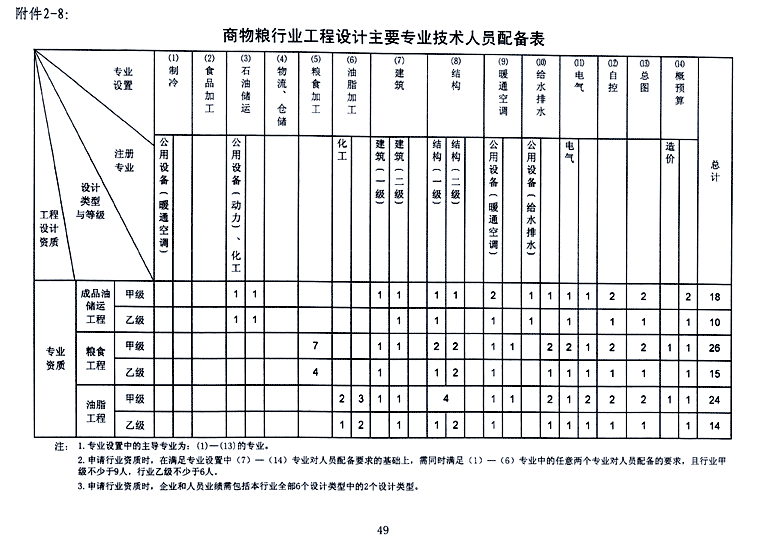 附件2-8:
商物粮行业工程设计主要专业技术人员配备表
专业设置 (1)制冷 (2)食品加工 (3)石油储运 (4)物流、仓储 (5)粮食加工 (6)油脂加工 (7)建筑 (8)结构 (9)暖通空调 (10)给水排水 (11)电气 (12)自控 (13)总图 (14)概预算 总计
注册专业 公用设备(暖通空调) 公用设备(动力)、化工 化工 建筑(一级) 建筑(二级) 结构(一级) 结构(二级) 公用设备(暖通空调) 公用设备(给水排水) 电气 造价
设计类型与等级
工程设计资质
专业资质
成品油储运工程 甲级 1 1 1 1 1 1 2 1 1 1 1 2 2 2 18
乙级 1 1 1 1 1 1 1 1 1 1 10
粮食工程 甲级 7 1 1 2 2 1 1 2 2 1 2 2 1 1 26
乙级 4 1 1 2 1 1 1 1 1 1 1 15
油脂工程 甲级 2 3 1 1 4 1 1 2 1 2 2 2 1 1 24
乙级 1 2 1 1 2 1 1 1 1 1 1 1 14
注: 1.专业设置中的主导专业为:(1)—(13)的专业。
2.申请行业资质时,在满足专业设置中(7)—(14)专业对人员配备要求的基础上,需同时满足(1)—(6)专业中的任意两个专业对人员配备的要求,且行业甲
级不少于9人,行业乙级不少于6人。
3.申请行业资质时,企业和人员业绩需包括本行业全部6个设计类型中的2个设计类型。
49